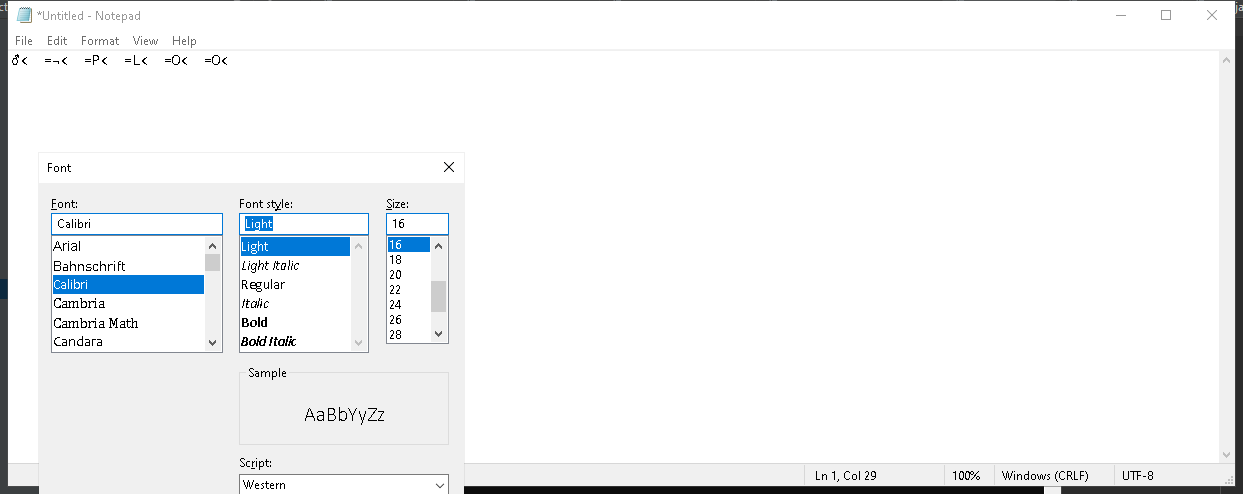 *Untitled - Notepad
File Edit Format View Help
♂< =¬< =P< =L< =O< =O<
Font
Font: Font style: Size:
Calibri Light 16
Arial
Bahnschrift
Calibri
Cambria
Cambria Math
Candara
Light
Light Italic
Regular
Italic
Bold
Bold Italic
16
18
20
22
24
26
28
Sample
AaBbYyZz
Script:
Western
Ln 1, Col 29 100% Windows (CRLF) UTF-8